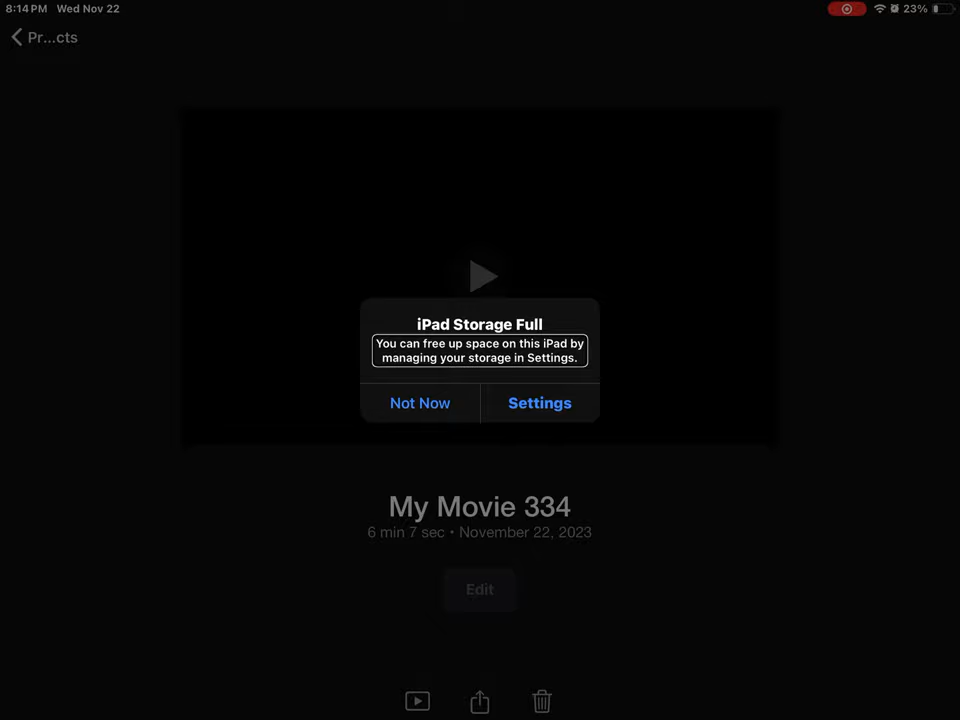 8:14 PM Wed Nov 22
23%
Pr...cts
iPad Storage Full
You can free up space on this iPad by
managing your storage in Settings.
Not Now
Settings
My Movie 334
6 min 7 sec • November 22, 2023
Edit